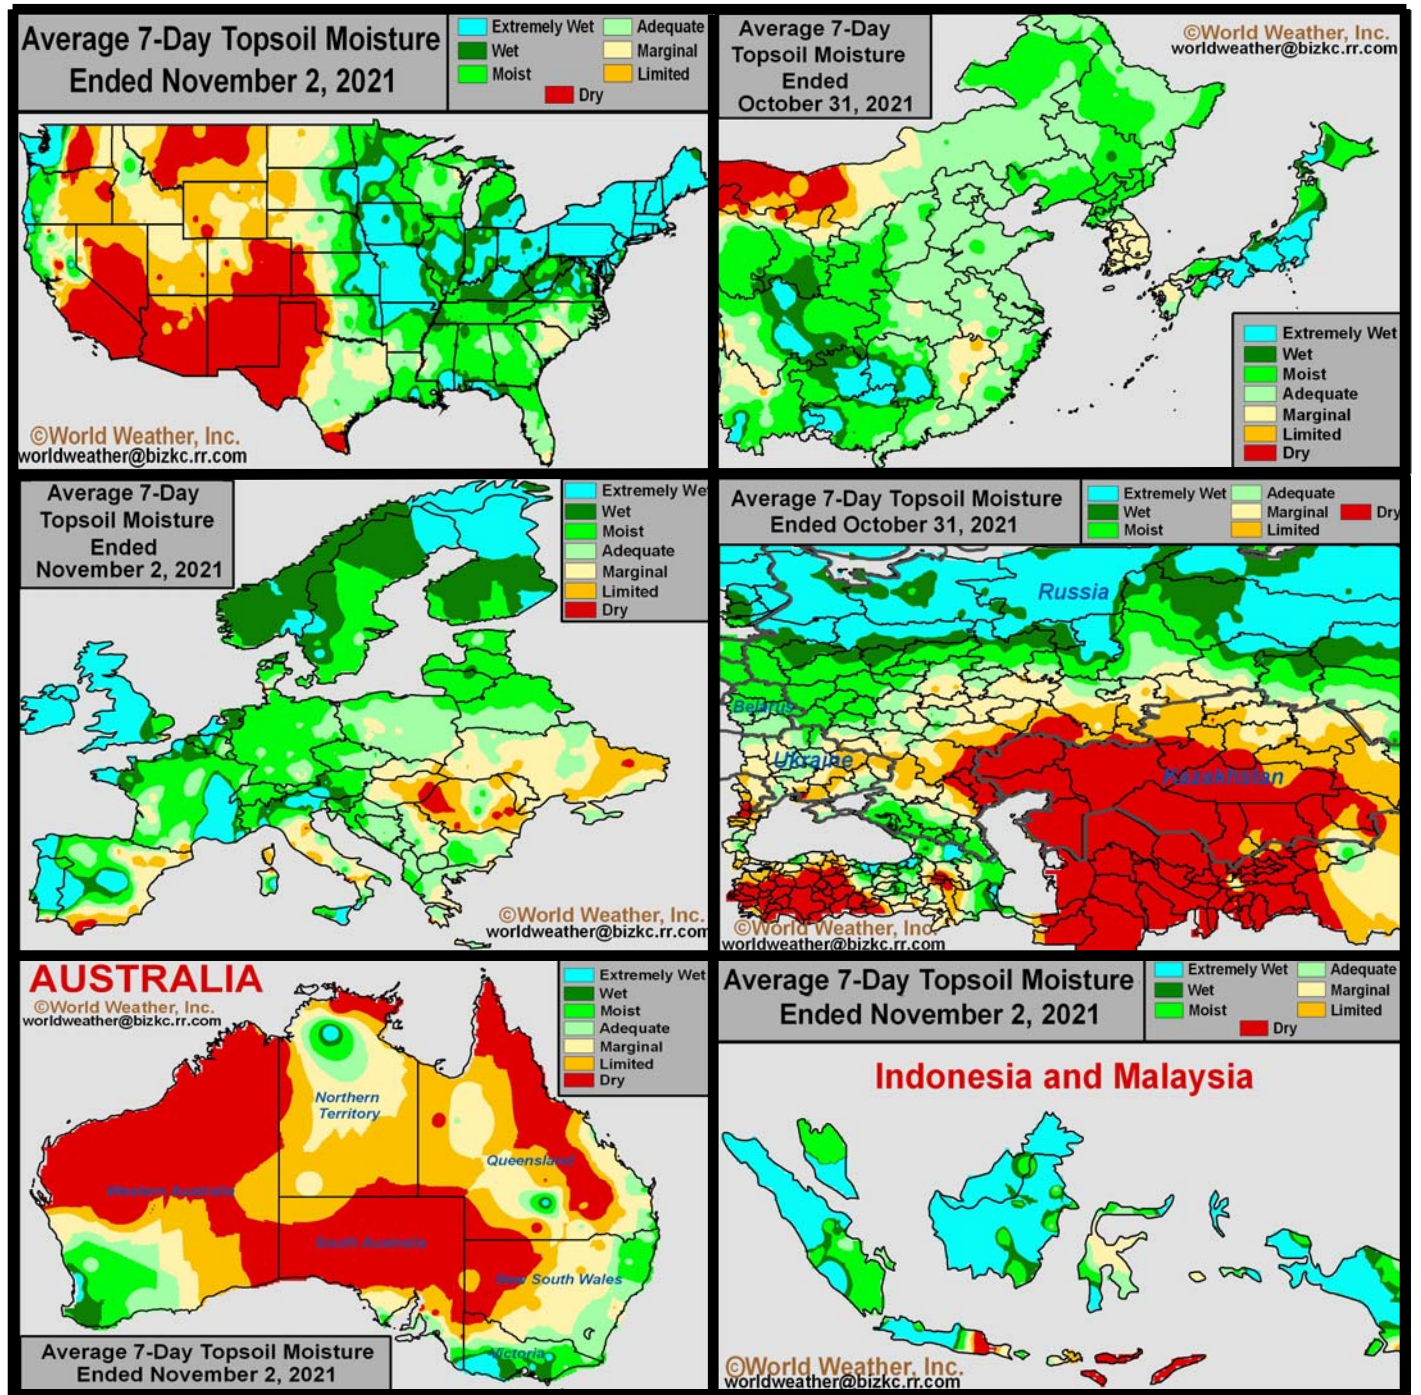 Average 7-Day Topsoil Moisture
Ended November 2, 2021
Extremely Wet
Adequate
Wet
Marginal
Moist
Limited
Dry
©World Weather, Inc.
worldweather@bizkc.rr.com
Average 7-Day
Topsoil Moisture
Ended
October 31, 2021
©World Weather, Inc.
worldweather@bizkc.rr.com
Extremely Wet
Wet
Moist
Adequate
Marginal
Limited
Dry
Average 7-Day
Topsoil Moisture
Ended
November 2, 2021
Extremely We
Wet
Moist
Adequate
Marginal
Limited
Dry
©World Weather, Inc.
worldweather@bizkc.rr.com
Average 7-Day Topsoil Moisture
Ended October 31, 2021
Extremely Wet
Adequate
Wet
Marginal
Dry
Moist
Limited
Russia
Belarus
Ukraine
Kazakhstan
©World Weather, Inc.
worldweather@bizkc.rr.com
AUSTRALIA
©World Weather, Inc.
worldweather@bizkc.rr.com
Extremely Wet
Wet
Moist
Adequate
Marginal
Limited
Dry
Northern
Territory
Queensland
Western Australia
South Australia
New South Wales
Victoria
Average 7-Day Topsoil Moisture
Ended November 2, 2021
Average 7-Day Topsoil Moisture
Ended November 2, 2021
Extremely Wet
Adequate
Wet
Marginal
Moist
Limited
Dry
Indonesia and Malaysia
©World Weather, Inc.
worldweather@bizkc.rr.com